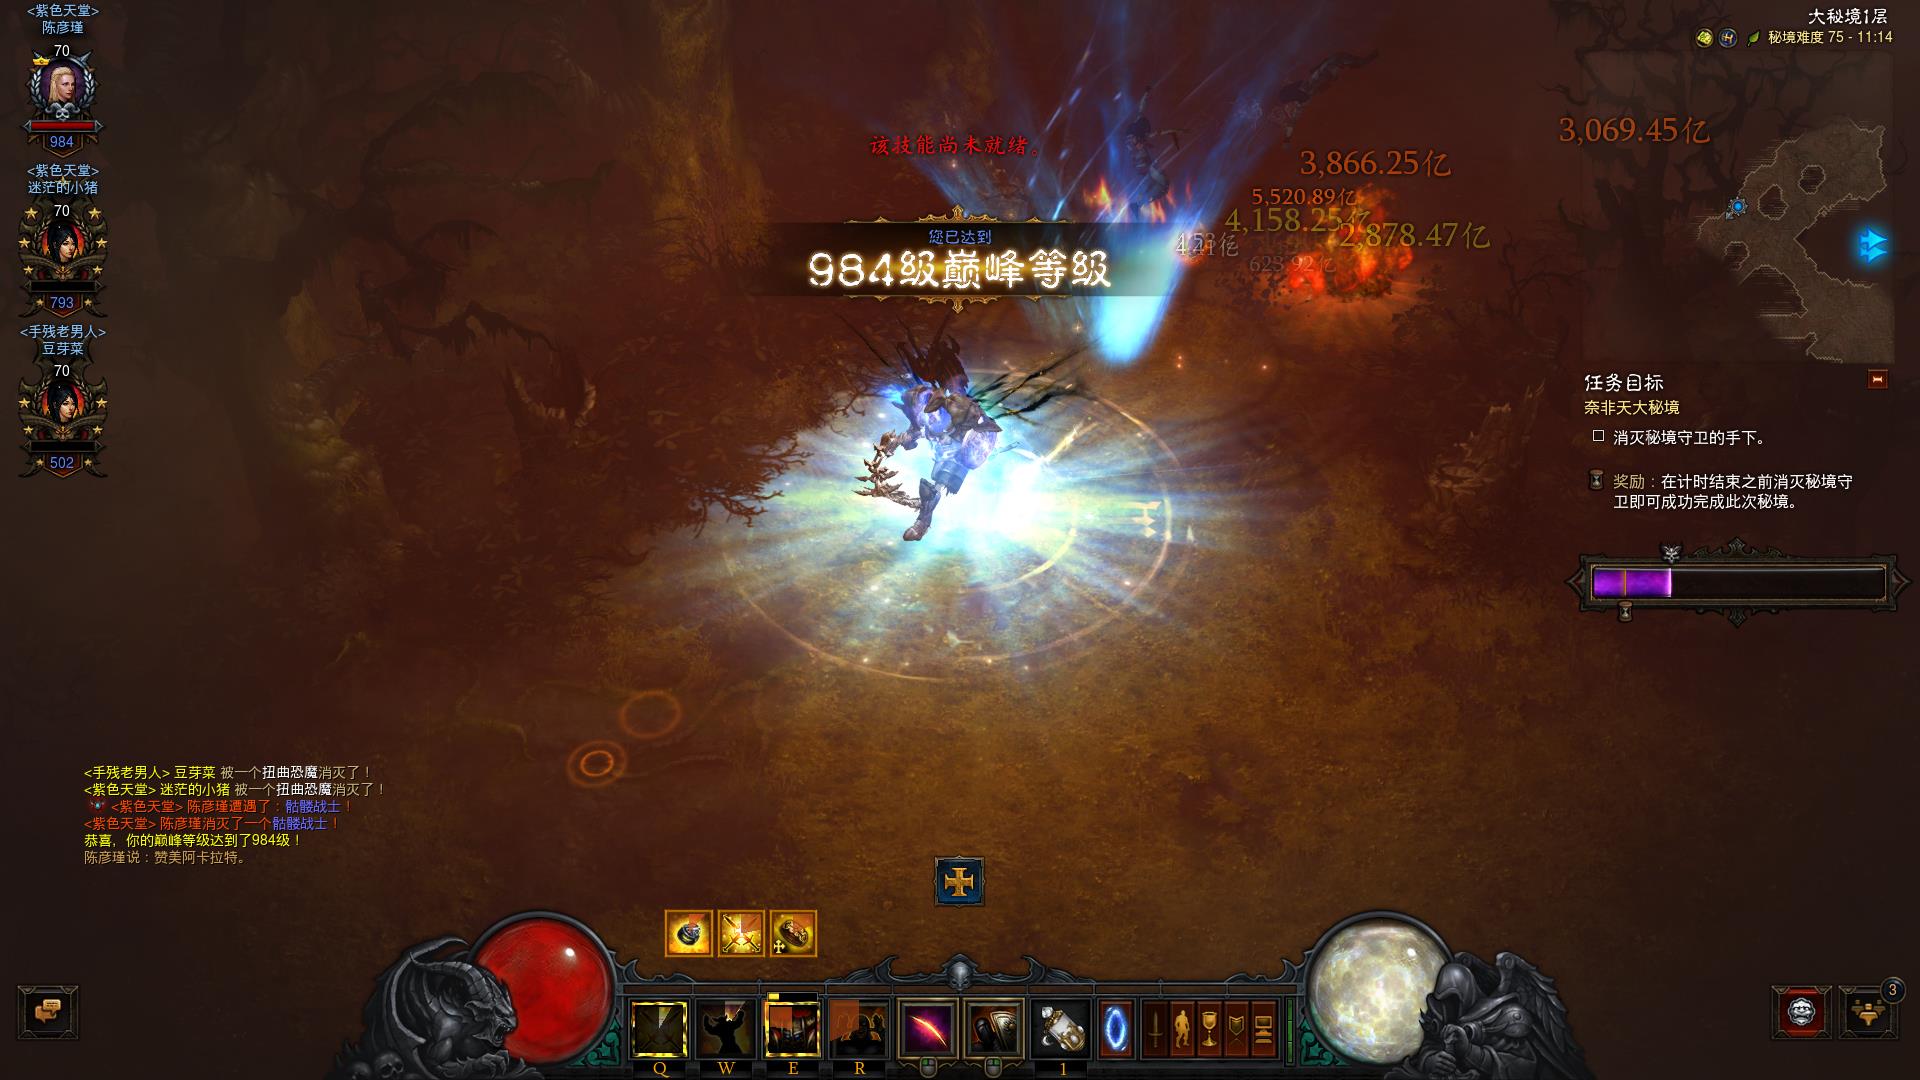 <紫色天堂>
陈彦瑾
70
984
<紫色天堂>
迷茫的小猪
70
793
<手残老男人>
豆芽菜
70
502
该技能尚未就绪。
您已达到
984级巅峰等级
3,069.45亿
3,866.25亿
5,520.89亿
4,158.25亿
2,878.47亿
623.92亿
大秘境1层
秘境难度 75 - 11:14
任务目标
奈非天大秘境
消灭秘境守卫的手下。
奖励：在计时结束之前消灭秘境守
卫即可成功完成此次秘境。
<手残老男人> 豆芽菜 被一个扭曲恐魔消灭了！
<紫色天堂> 迷茫的小猪 被一个扭曲恐魔消灭了！
<紫色天堂> 陈彦瑾遭遇了：骷髅战士！
<紫色天堂> 陈彦瑾消灭了一个骷髅战士！
恭喜，你的巅峰等级达到了984级！
陈彦瑾说：赞美阿卡拉特。
Q
W
E
R
1
3